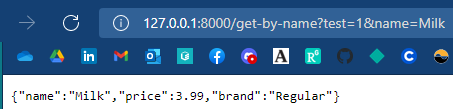 127.0.0.1:8000/get-by-name?test=1&name=Milk
{"name":"Milk","price":3.99,"brand":"Regular"}